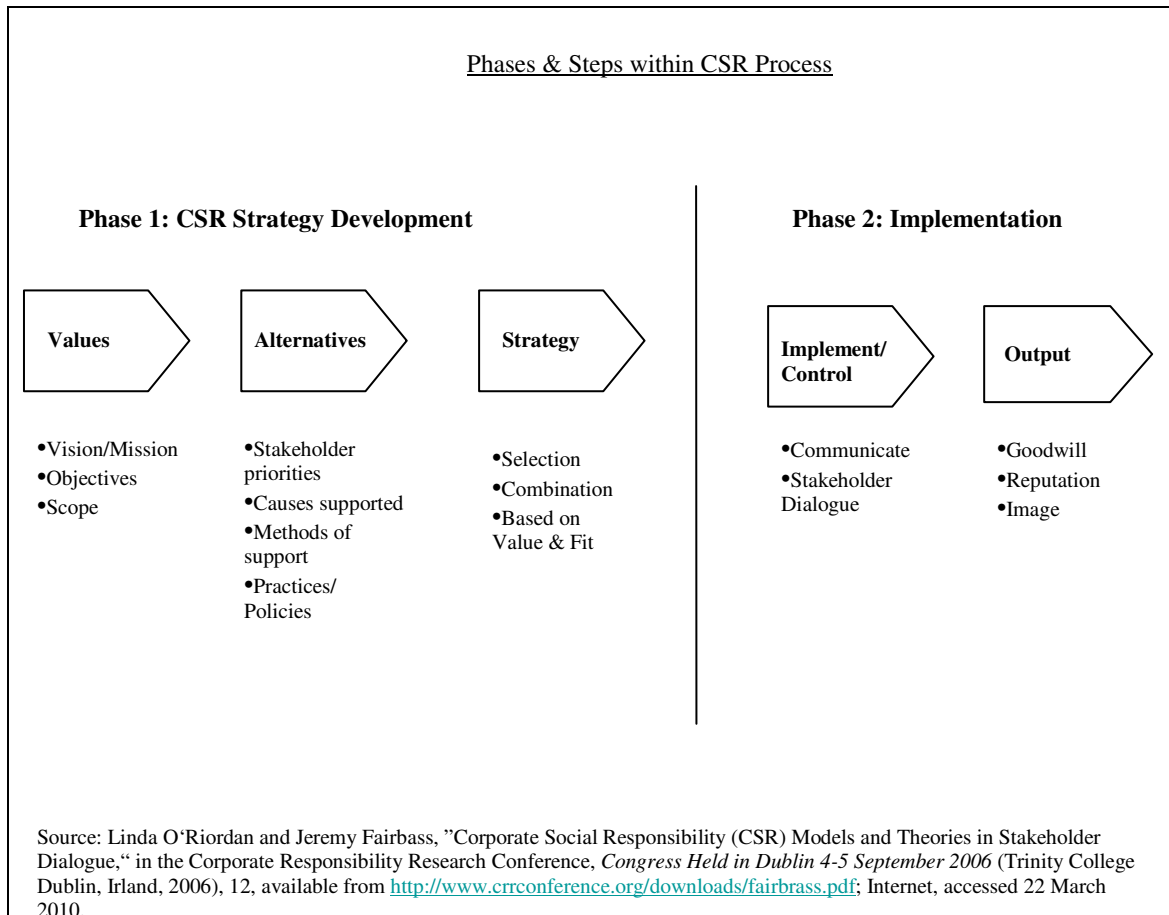 Phases & Steps within CSR Process
Phase 1: CSR Strategy Development
Values
•Vision/Mission
•Objectives
•Scope
Alternatives
•Stakeholder
priorities
•Causes supported
•Methods of
support
•Practices/
Policies
Strategy
•Selection
•Combination
•Based on
Value & Fit
Phase 2: Implementation
Implement/
Control
•Communicate
•Stakeholder
Dialogue
Output
•Goodwill
•Reputation
•Image
Source: Linda O‘Riordan and Jeremy Fairbass, ”Corporate Social Responsibility (CSR) Models and Theories in Stakeholder
Dialogue,“ in the Corporate Responsibility Research Conference, Congress Held in Dublin 4-5 September 2006 (Trinity College
Dublin, Irland, 2006), 12, available from http://www.crrconference.org/downloads/fairbrass.pdf; Internet, accessed 22 March
2010